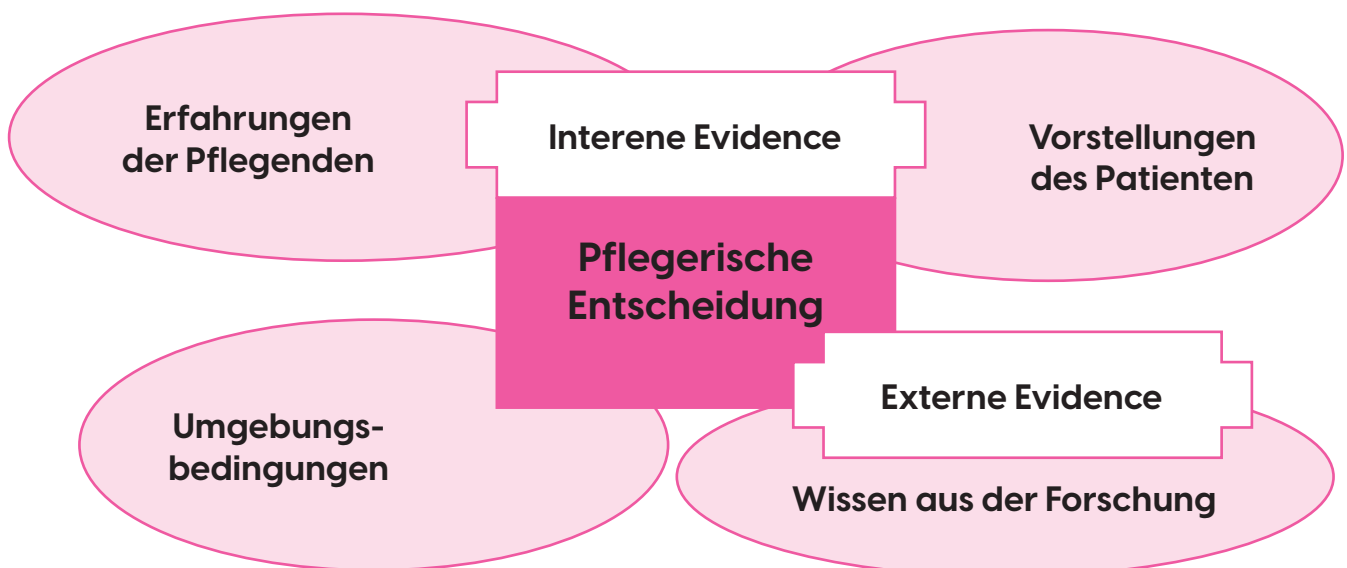 Erfahrungen
der Pflegenden
Interene Evidence
Vorstellungen
des Patienten
Pflegerische
Entscheidung
Umgebungs-
bedingungen
Externe Evidence
Wissen aus der Forschung